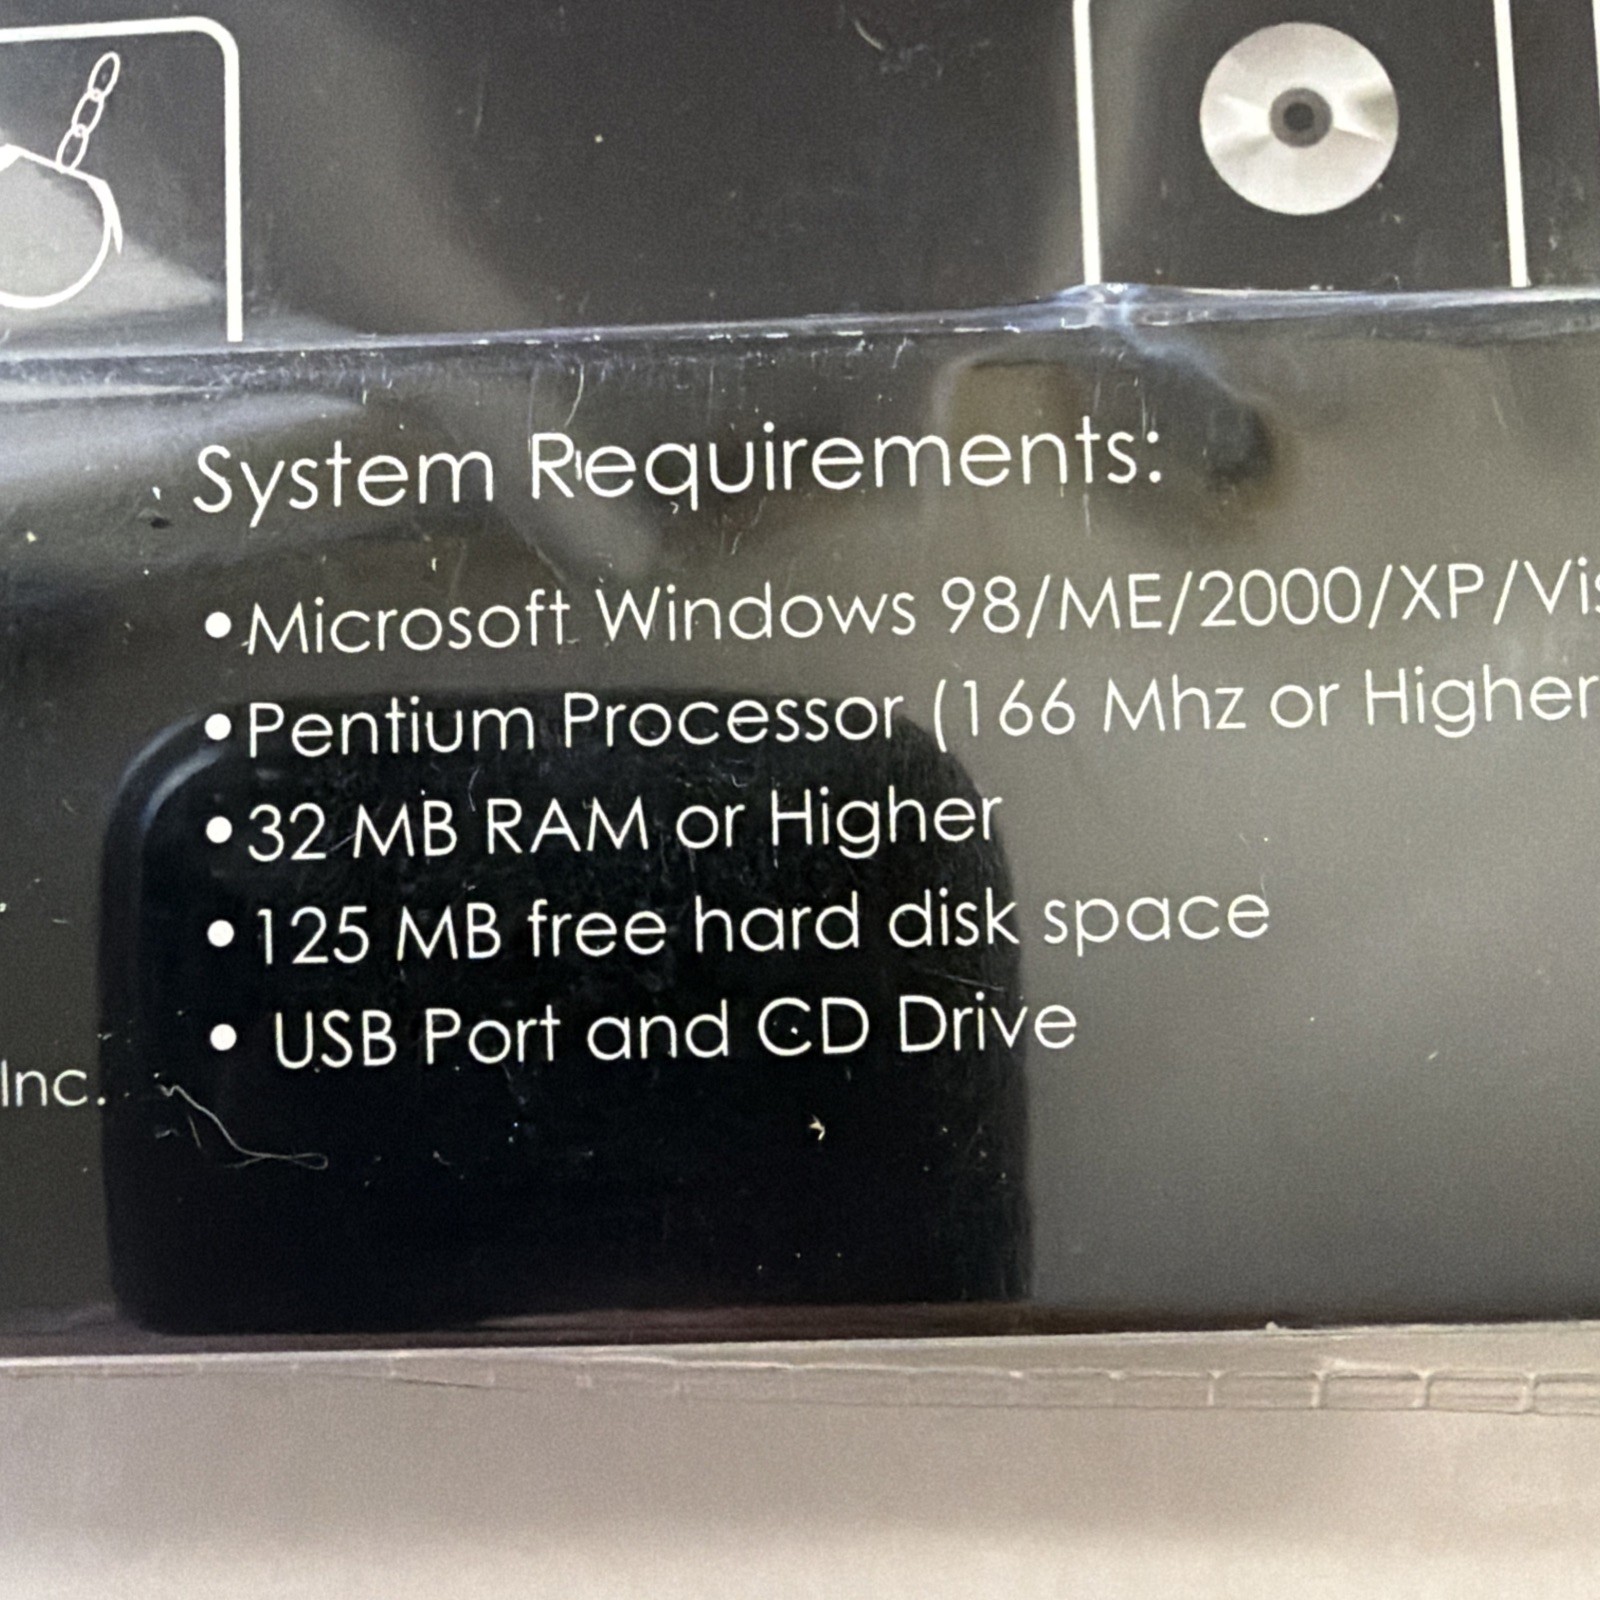 System Requirements:
•Microsoft Windows 98/ME/2000/XP/Vis
•Pentium Processor (166 Mhz or Higher
•32 MB RAM or Higher
•125 MB free hard disk space
• USB Port and CD Drive
Inc.